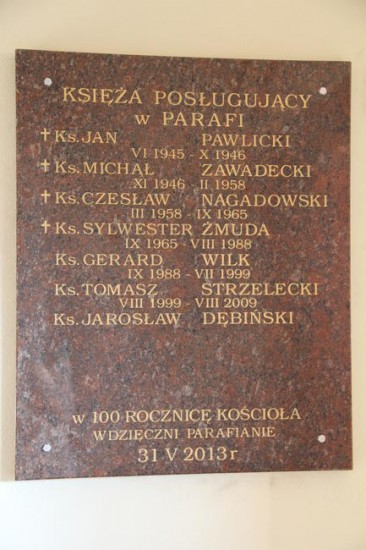 KSIĘŻA POSŁUGUJĄCY
w PARAFI
✝ Ks. JAN PAWLICKI
VI 1945 - X 1946
✝ Ks. MICHAŁ ZAWADECKI
XI 1946 II 1958
✝ Ks. CZESŁAW NAGADOWSKI
III 1958 - IX 1965
✝ Ks. SYLWESTER ŻMUDA
IX 1965 - VIII 1988
Ks. GERARD WILK
IX 1988 - VII 1999
Ks. TOMASZ STRZELECKI
VIII 1999 - VIII 2009
Ks. JAROSŁAW DĘBIŃSKI
w 100 ROCZNICĘ KOŚCIOŁA
WDZIĘCZNI PARAFIANIE
31 V 2013 r